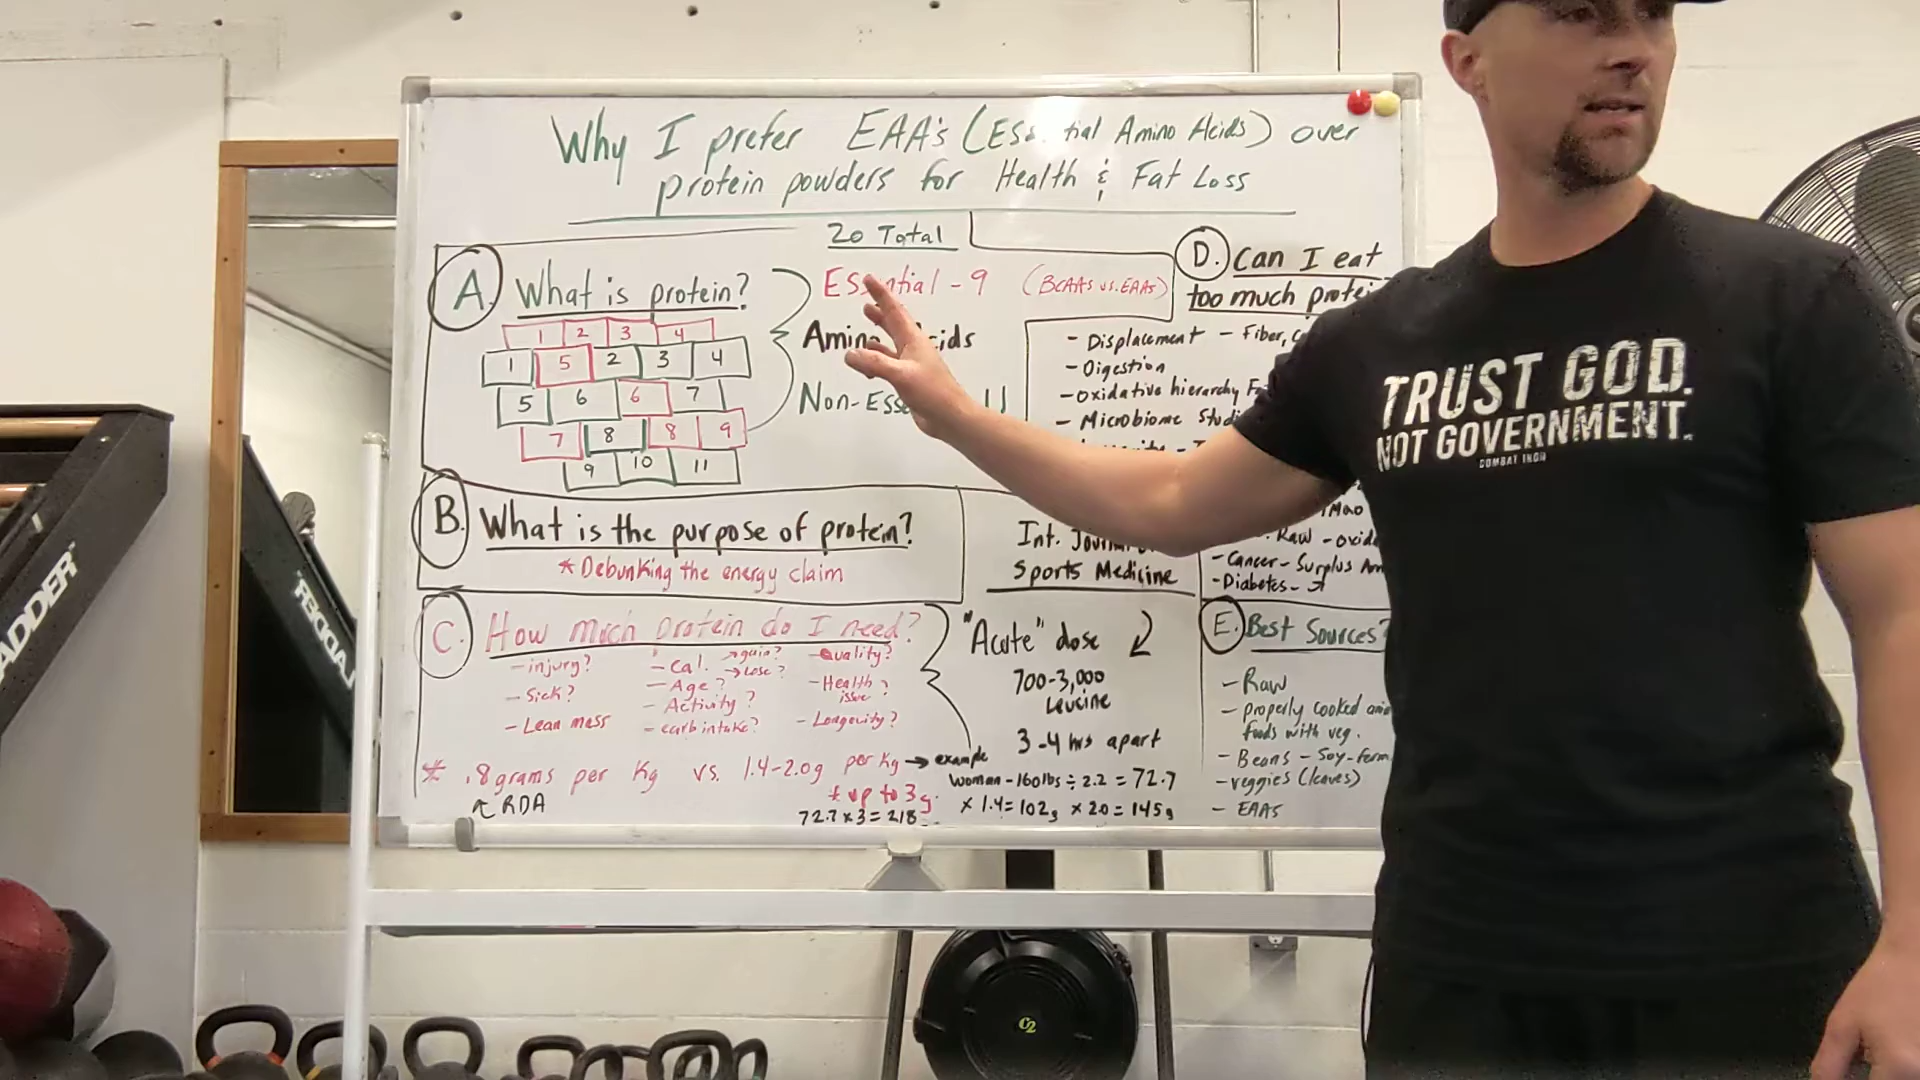 Why I prefer EAA's (Essential Amino Acids) over
protein powders for Health & Fat Loss
20 Total
A. What is protein?
1 2 3 4
1 5 2 3 4
5 6 6 7
7 8 8 9
9 10 11
Essential - 9 (BCAAs vs. EAAs)
Amino Acids
Non-Esse 11
D. Can I eat
too much protei
- Displacement - Fiber,
- Digestion
- Oxidative hierarchy
- Microbiome Studi
B. What is the purpose of protein?
* Debunking the energy claim
Int.
Sports Medicine
Raw - oxid
- Cancer - Surplus Am
- Diabetes -
C. How much protein do I need?
- injury?
- Sick?
- Lean mass
- cal. → gain?
→ lose?
- Age?
- Activity?
- carb intake?
- Quality?
- Health
issue?
- Longevity?
* .8 grams per Kg vs. 1.4-2.0g per Kg → example
RDA
* up to 3g
72.7 x 3 = 218
"Acute" dose
700-3,000
Leucine
3-4 hrs apart
woman - 160lbs ÷ 2.2 = 72.7
x 1.4 = 102g x 2.0 = 145g
E. Best Sources?
- Raw
- properly cooked
foods with veg.
- Beans - Soy-ferm
- veggies (leaves)
- EAAs
TRUST GOD.
NOT GOVERNMENT.
COMBAT IRON
ADDER
C2